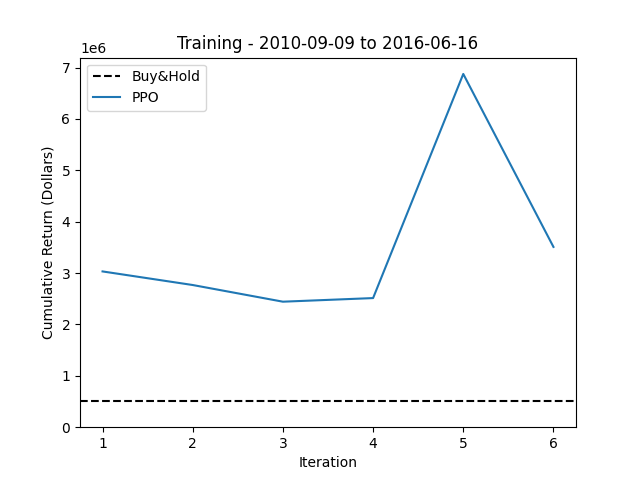 Training - 2010-09-09 to 2016-06-16
1e6
Buy&Hold
PPO
7
6
5
4
3
2
1
0
Cumulative Return (Dollars)
1 2 3 4 5 6
Iteration